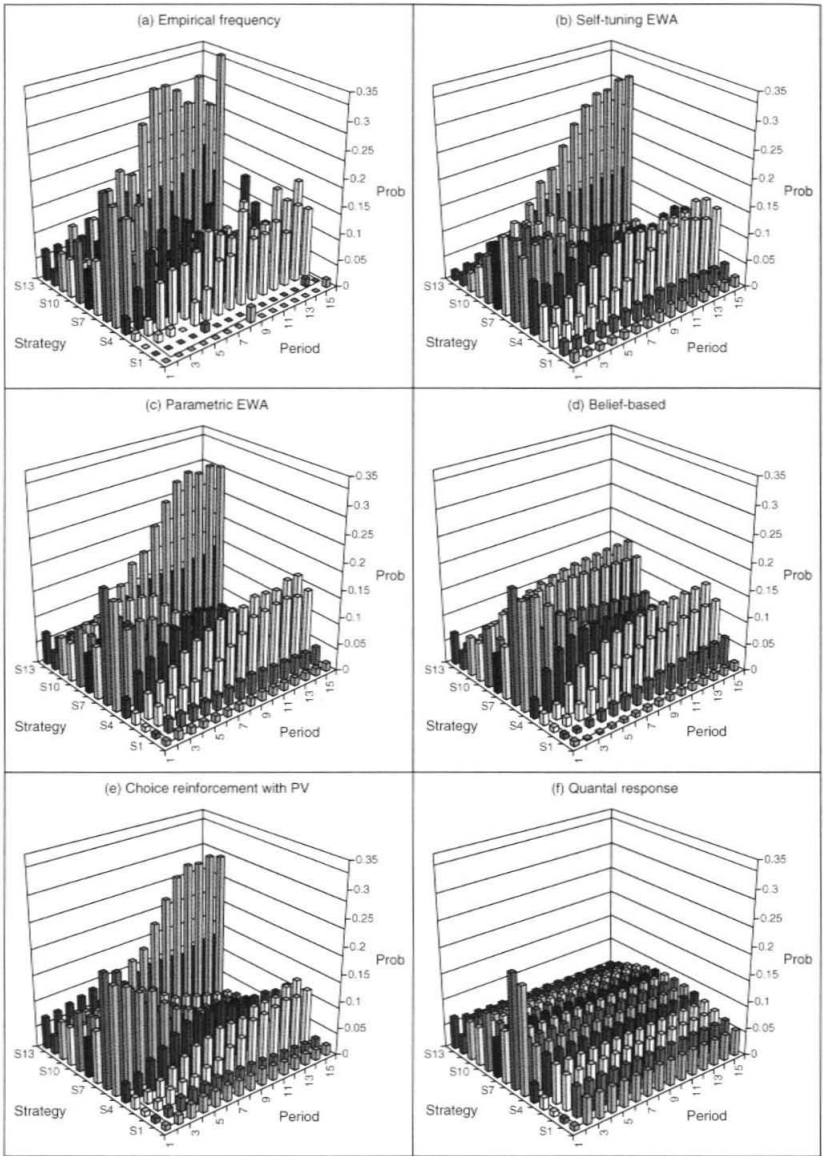 (a) Empirical frequency
0.35
0.3
0.25
0.2
Prob
0.15
0.1
0.05
0
S13
S10
S7
S4
S1
Strategy
1
3
5
7
9
11
13
15
Period
(b) Self-tuning EWA
0.35
0.3
0.25
0.2
Prob
0.15
0.1
0.05
0
S13
S10
S7
S4
S1
Strategy
1
3
5
7
9
11
13
15
Period
(c) Parametric EWA
0.35
0.3
0.25
0.2
Prob
0.15
0.1
0.05
0
S13
S10
S7
S4
S1
Strategy
1
3
5
7
9
11
13
15
Period
(d) Belief-based
0.35
0.3
0.25
0.2
Prob
0.15
0.1
0.05
0
S13
S10
S7
S4
S1
Strategy
1
3
5
7
9
11
13
15
Period
(e) Choice reinforcement with PV
0.35
0.3
0.25
0.2
Prob
0.15
0.1
0.05
0
S13
S10
S7
S4
S1
Strategy
1
3
5
7
9
11
13
15
Period
(f) Quantal response
0.35
0.3
0.25
0.2
Prob
0.15
0.1
0.05
0
S13
S10
S7
S4
S1
Strategy
1
3
5
7
9
11
13
15
Period